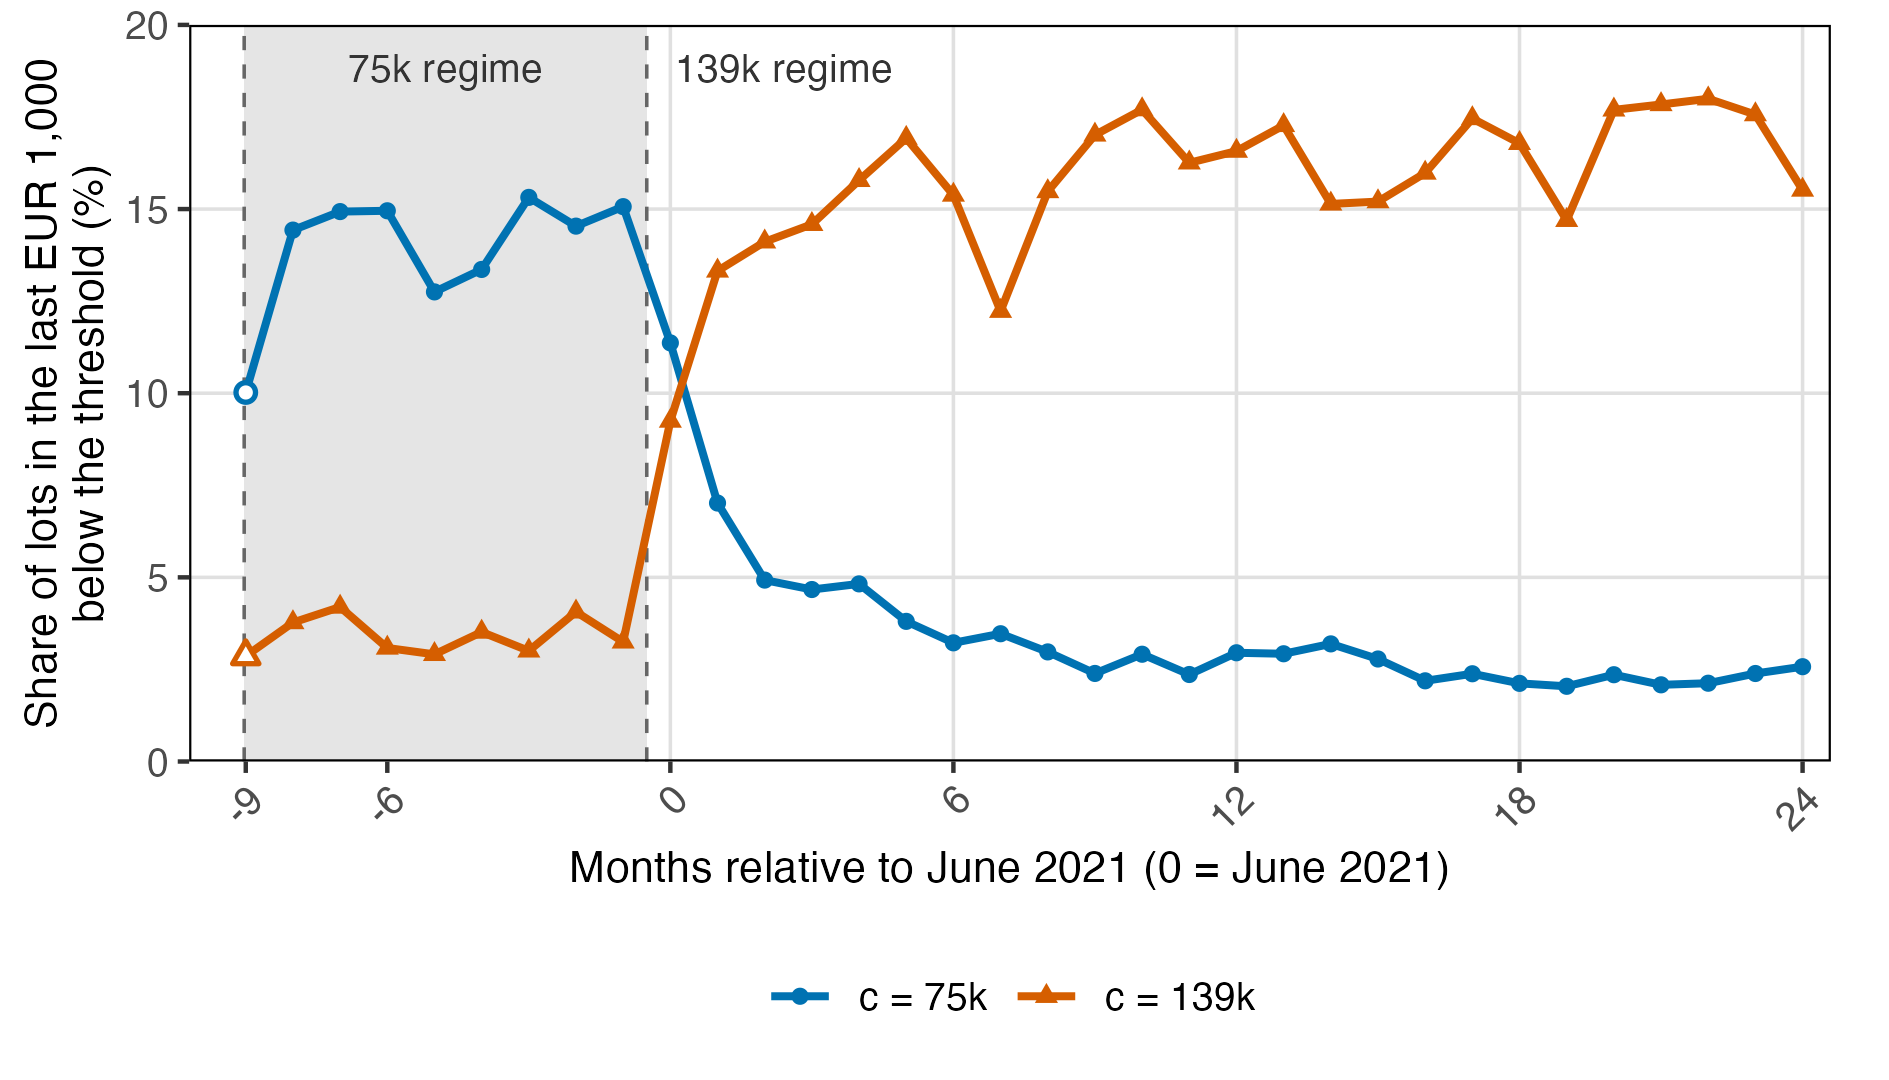 Share of lots in the last EUR 1,000
below the threshold (%)
20
15
10
5
0
75k regime
139k regime
-9
-6
0
6
12
18
24
Months relative to June 2021 (0 = June 2021)
c = 75k
c = 139k